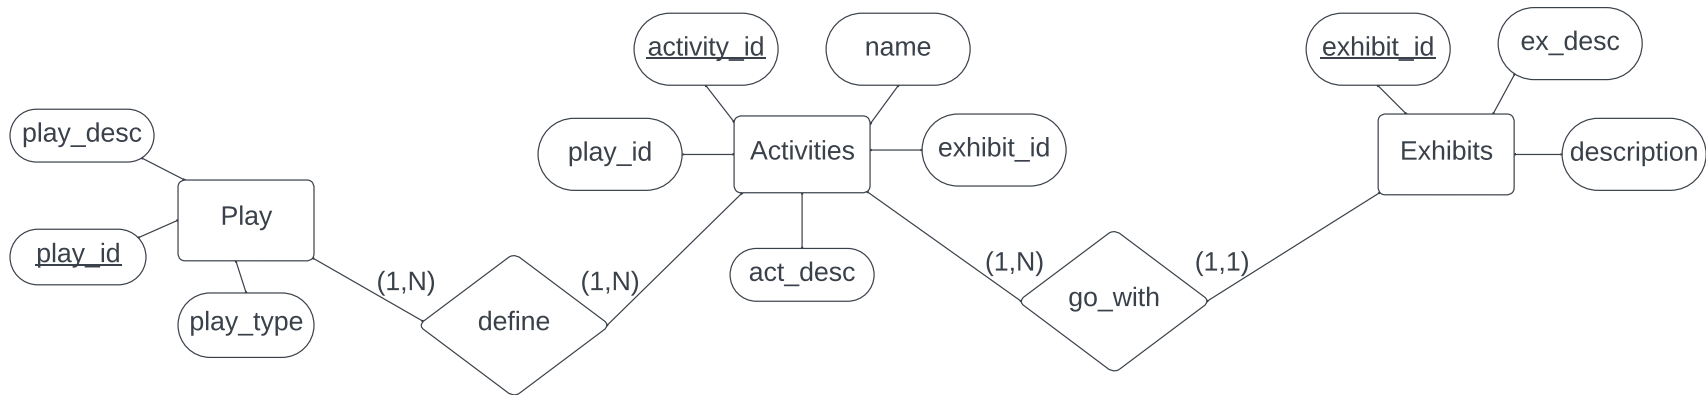 activity_id
name
exhibit_id
ex_desc
play_desc
play_id
Activities
exhibit_id
Exhibits
description
Play
play_id
act_desc
play_type
(1,N)
define
(1,N)
(1,N)
go_with
(1,1)